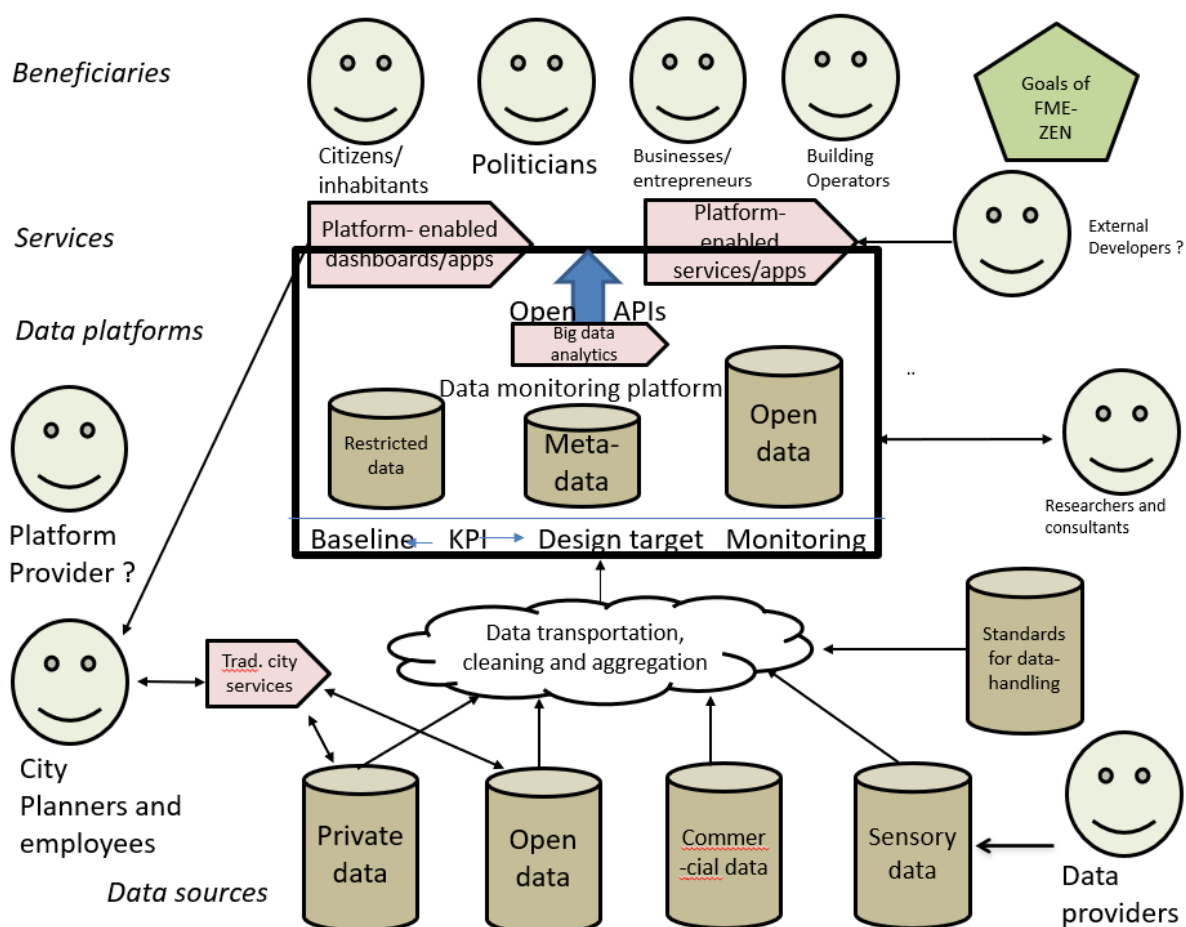 Beneficiaries
Citizens/
inhabitants
Politicians
Businesses/
entrepreneurs
Building
Operators
Goals of
FME-
ZEN
Services
Platform- enabled
dashboards/apps
Platform-
enabled
services/apps
External
Developers ?
Data platforms
Open APIs
Big data
analytics
Data monitoring platform
..
Restricted
data
Meta-
data
Open
data
Researchers and
consultants
Platform
Provider ?
Baseline KPI Design target Monitoring
Data transportation,
cleaning and aggregation
Standards
for data-
handling
Trad. city
services
City
Planners and
employees
Private
data
Open
data
Commer
-cial data
Sensory
data
Data
providers
Data sources